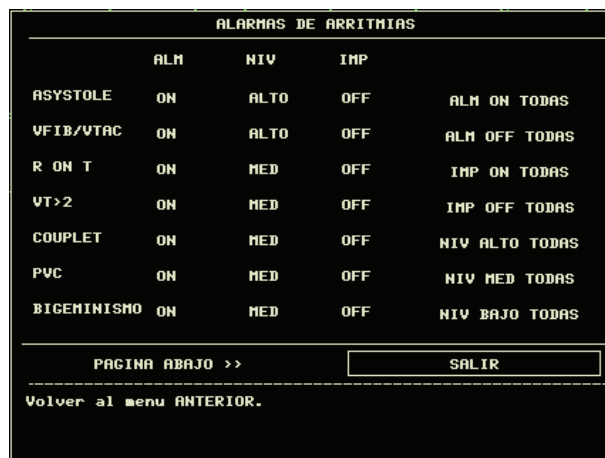 ALARMAS DE ARRITMIAS
ALM NIV IMP
ASYSTOLE ON ALTO OFF ALM ON TODAS
VFIB/VTAC ON ALTO OFF ALM OFF TODAS
R ON T ON MED OFF IMP ON TODAS
VT>2 ON MED OFF IMP OFF TODAS
COUPLET ON MED OFF NIV ALTO TODAS
PVC ON MED OFF NIV MED TODAS
BIGEMINISMO ON MED OFF NIV BAJO TODAS
PAGINA ABAJO >> SALIR
Volver al menu ANTERIOR.